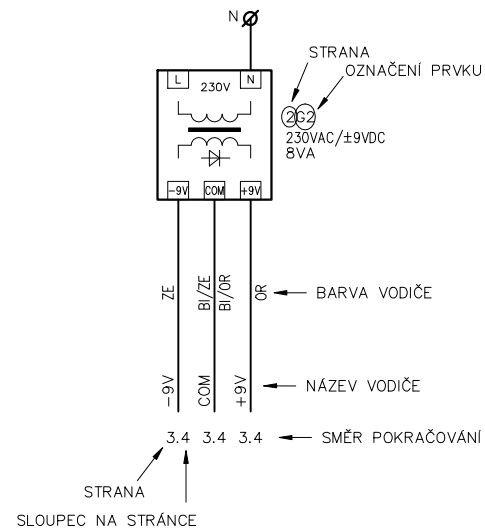 N
STRANA
OZNAČENÍ PRVKU
L
230V
N
2G2
230VAC/±9VDC
8VA
-9V
COM
+9V
ZE
BI/ZE
BI/OR
OR
BARVA VODIČE
-9V
COM
+9V
NÁZEV VODIČE
3.4 3.4 3.4
SMĚR POKRAČOVÁNÍ
STRANA
SLOUPEC NA STRÁNCE